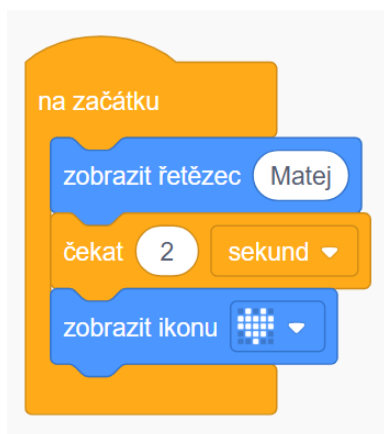 na začátku
zobrazit řetězec Matej
čekat 2 sekund
zobrazit ikonu